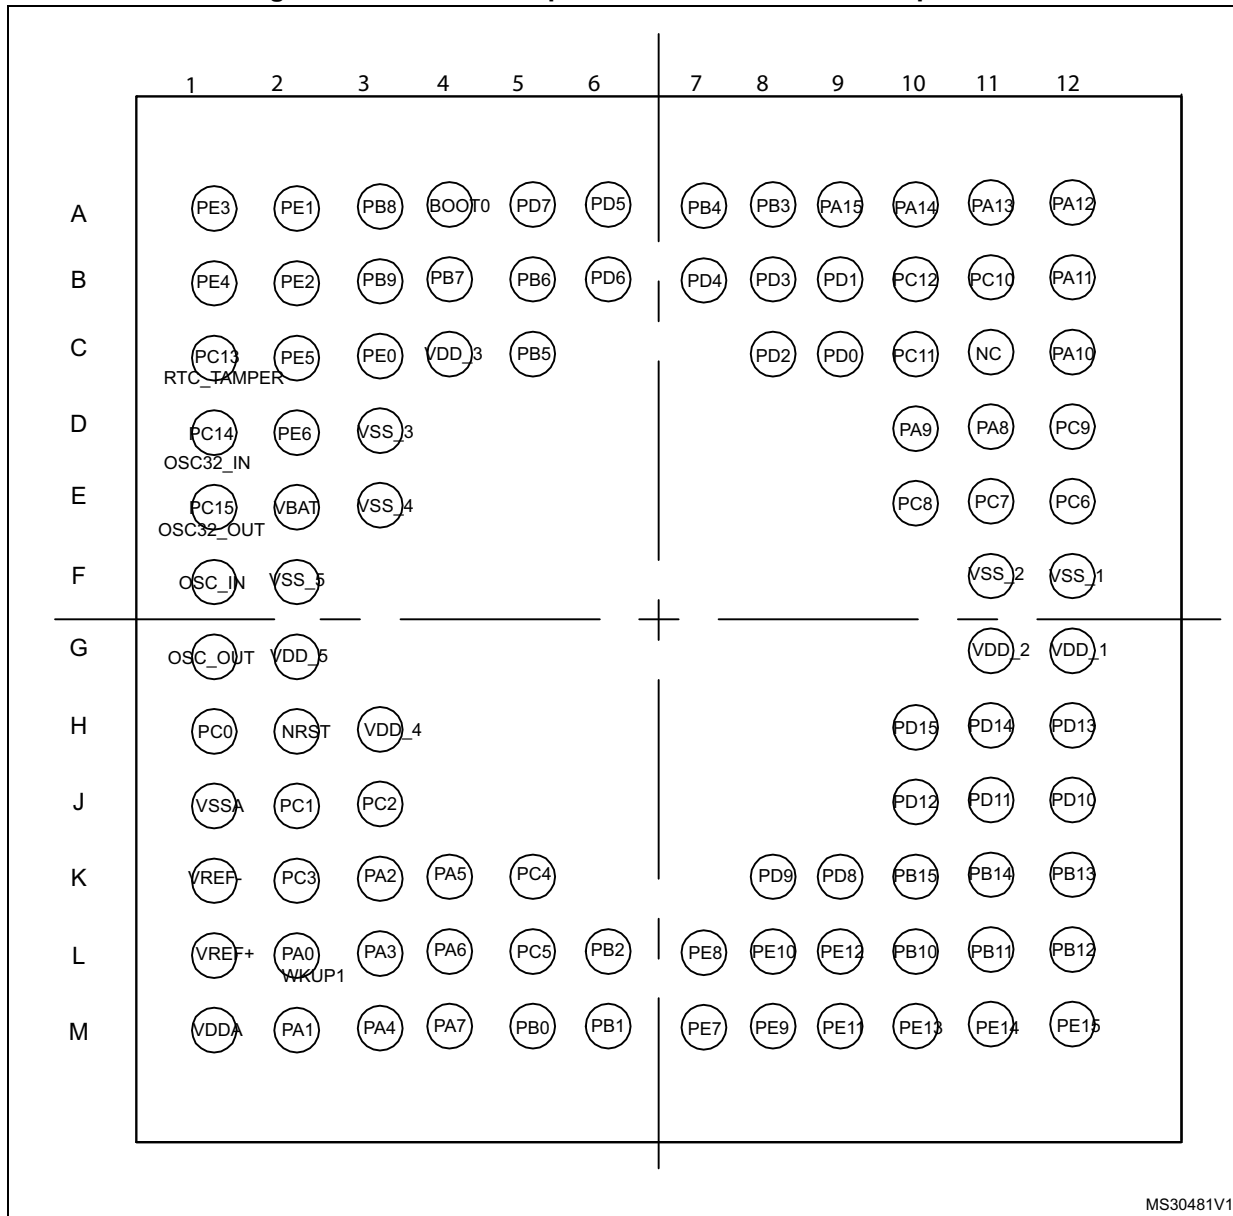 1 2 3 4 5 6 7 8 9 10 11 12
A PE3 PE1 PB8 BOOT0 PD7 PD5 PB4 PB3 PA15 PA14 PA13 PA12
B PE4 PE2 PB9 PB7 PB6 PD6 PD4 PD3 PD1 PC12 PC10 PA11
C PC13 PE5 PE0 VDD_3 PB5 PD2 PD0 PC11 NC PA10
RTC_TAMPER
D PC14 PE6 VSS_3 PA9 PA8 PC9
OSC32_IN
E PC15 VBAT VSS_4 PC8 PC7 PC6
OSC32_OUT
F OSC_IN VSS_5 VSS_2 VSS_1
G OSC_OUT VDD_5 VDD_2 VDD_1
H PC0 NRST VDD_4 PD15 PD14 PD13
J VSSA PC1 PC2 PD12 PD11 PD10
K VREF- PC3 PA2 PA5 PC4 PD9 PD8 PB15 PB14 PB13
L VREF+ PA0 PA3 PA6 PC5 PB2 PE8 PE10 PE12 PB10 PB11 PB12
WKUP1
M VDDA PA1 PA4 PA7 PB0 PB1 PE7 PE9 PE11 PE13 PE14 PE15
MS30481V1